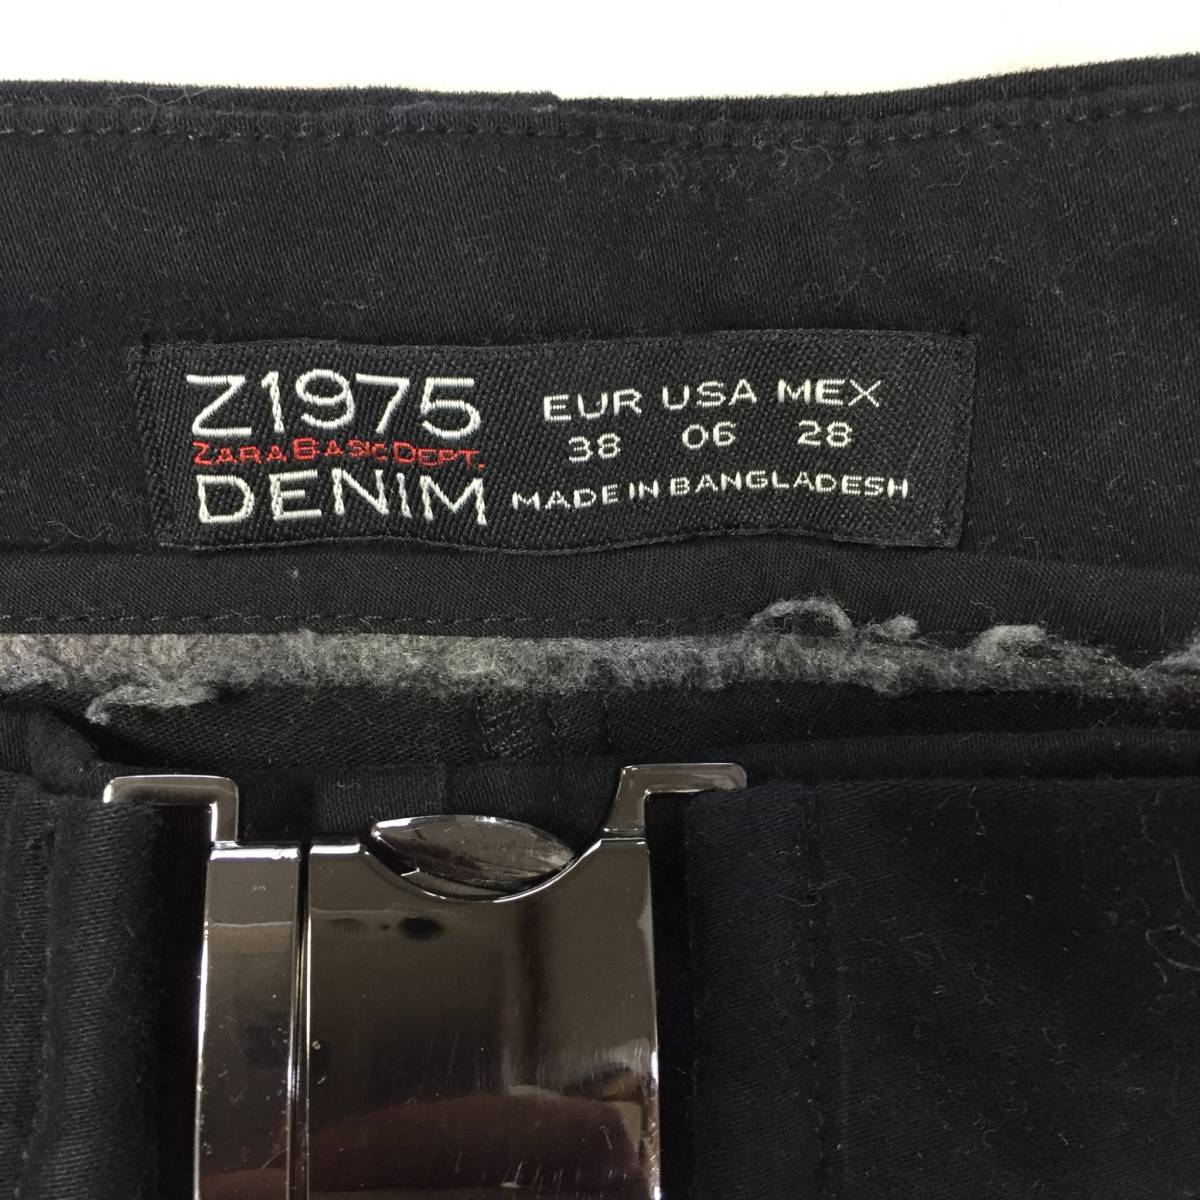 Z1975
ZARA BASIC DEPT.
DENIM
EUR USA MEX
38 06 28
MADE IN BANGLADESH